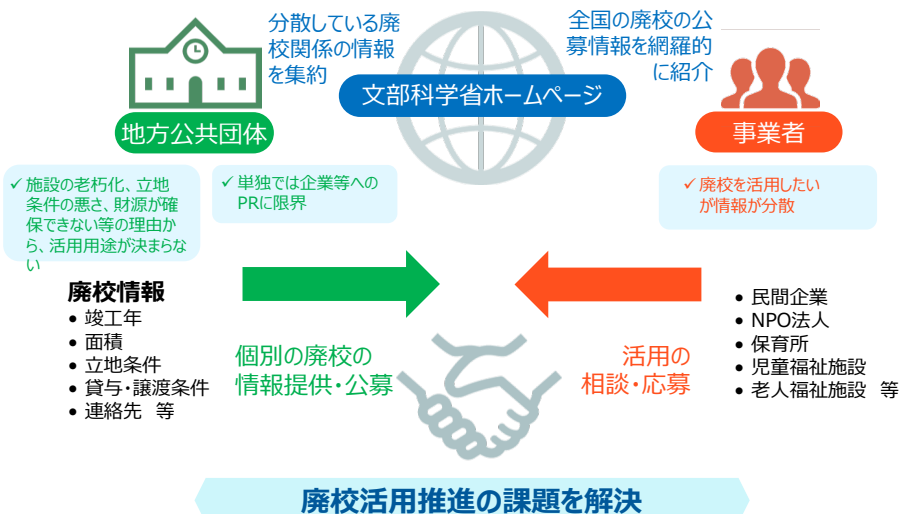 分散している廃
校関係の情報
を集約
全国の廃校の公
募情報を網羅的
に紹介
文部科学省ホームページ
地方公共団体
事業者
✓ 施設の老朽化、立地
条件の悪さ、財源が確
保できない等の理由か
ら、活用用途が決まらな
い
✓ 単独では企業等への
PRに限界
✓ 廃校を活用したい
が情報が分散
廃校情報
• 竣工年
• 面積
• 立地条件
• 貸与・譲渡条件
• 連絡先 等
個別の廃校の
情報提供・公募
活用の
相談・応募
• 民間企業
• NPO法人
• 保育所
• 児童福祉施設
• 老人福祉施設 等
廃校活用推進の課題を解決